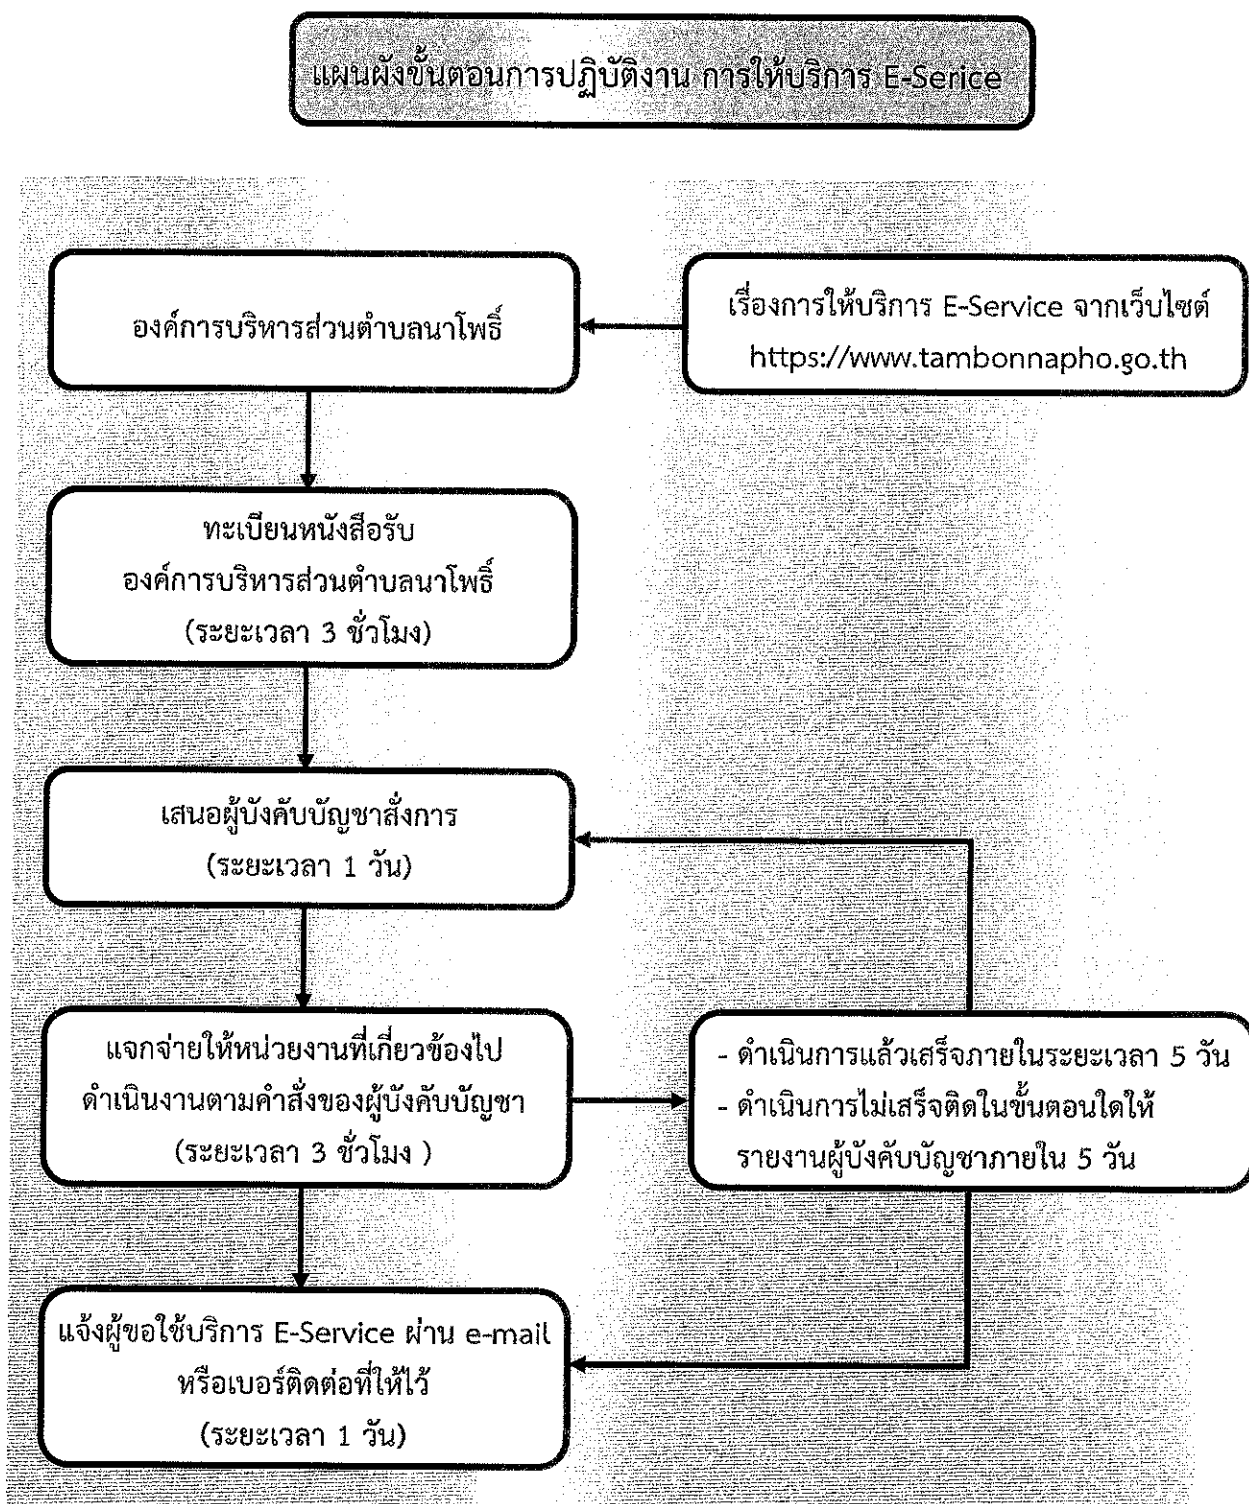 แผนผังขั้นตอนการปฏิบัติงาน การให้บริการ E-Serice
องค์การบริหารส่วนตำบลนาโพธิ์
เรื่องการให้บริการ E-Service จากเว็บไซต์
https://www.tambonnapho.go.th
ทะเบียนหนังสือรับ
องค์การบริหารส่วนตำบลนาโพธิ์
(ระยะเวลา 3 ชั่วโมง)
เสนอผู้บังคับบัญชาสั่งการ
(ระยะเวลา 1 วัน)
แจกจ่ายให้หน่วยงานที่เกี่ยวข้องไป
ดำเนินงานตามคำสั่งของผู้บังคับบัญชา
(ระยะเวลา 3 ชั่วโมง )
- ดำเนินการแล้วเสร็จภายในระยะเวลา 5 วัน
- ดำเนินการไม่เสร็จติดในขั้นตอนใดให้
รายงานผู้บังคับบัญชาภายใน 5 วัน
แจ้งผู้ขอใช้บริการ E-Service ผ่าน e-mail
หรือเบอร์ติดต่อที่ให้ไว้
(ระยะเวลา 1 วัน)